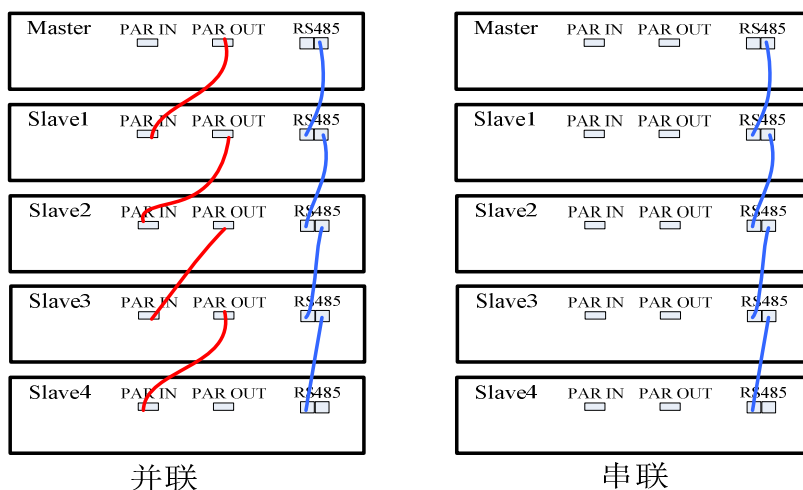 Master PAR IN PAR OUT RS485
Slave1 PAR IN PAR OUT RS485
Slave2 PAR IN PAR OUT RS485
Slave3 PAR IN PAR OUT RS485
Slave4 PAR IN PAR OUT RS485
并联
Master PAR IN PAR OUT RS485
Slave1 PAR IN PAR OUT RS485
Slave2 PAR IN PAR OUT RS485
Slave3 PAR IN PAR OUT RS485
Slave4 PAR IN PAR OUT RS485
串联